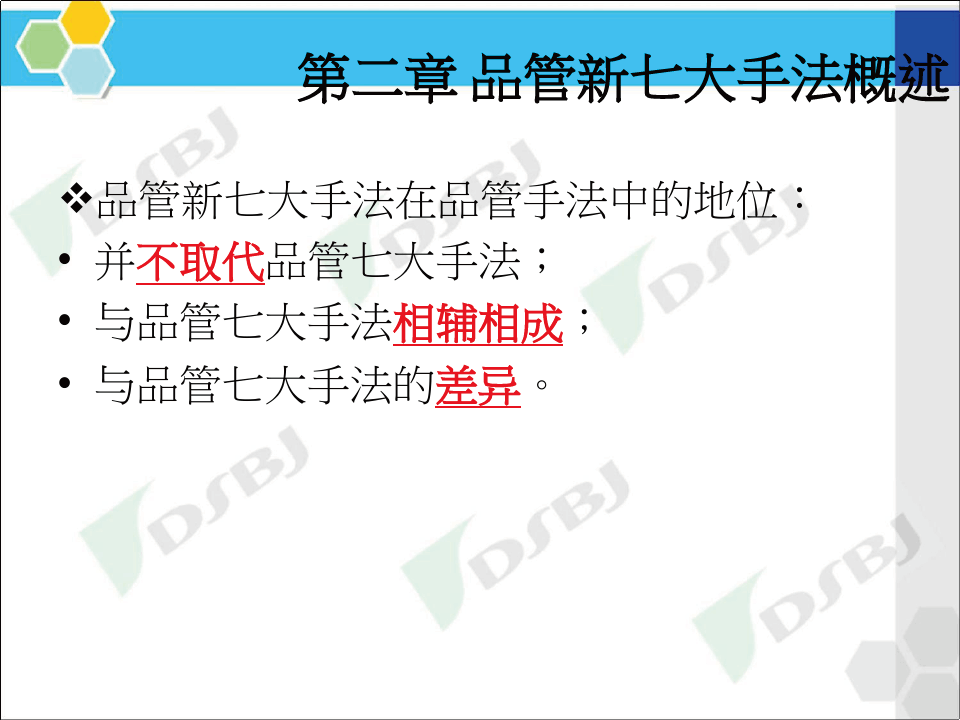 第二章 品管新七大手法概述
❖品管新七大手法在品管手法中的地位：
• 并不取代品管七大手法；
• 与品管七大手法相辅相成；
• 与品管七大手法的差异。
DSBJ
DSBJ
DSBJ
DSBJ
DSBJ
DSBJ